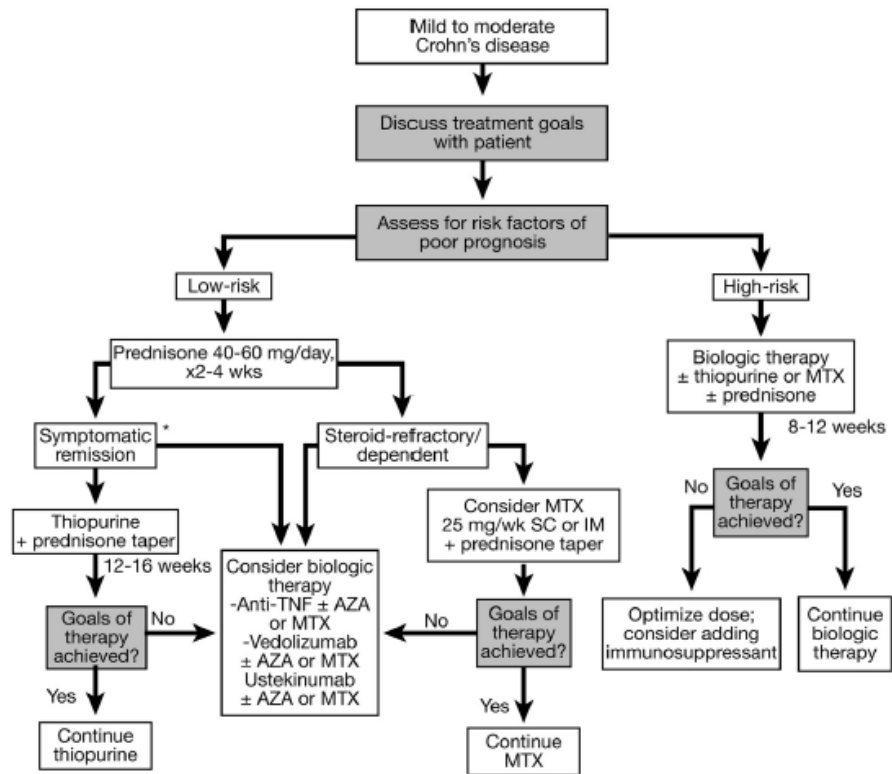 Mild to moderate
Crohn's disease
Discuss treatment goals
with patient
Assess for risk factors of
poor prognosis
Low-risk
High-risk
Prednisone 40-60 mg/day,
x2-4 wks
Biologic therapy
± thiopurine or MTX
± prednisone
8-12 weeks
Symptomatic
remission
*
Steroid-refractory/
dependent
Goals of
therapy
achieved?
No
Yes
Thiopurine
+ prednisone taper
12-16 weeks
Consider MTX
25 mg/wk SC or IM
+ prednisone taper
Consider biologic
therapy
-Anti-TNF ± AZA
or MTX
-Vedolizumab
± AZA or MTX
Ustekinumab
± AZA or MTX
Goals of
therapy
achieved?
No
Yes
Goals of
therapy
achieved?
No
Yes
Optimize dose;
consider adding
immunosuppressant
Continue
biologic
therapy
Continue
thiopurine
Continue
MTX